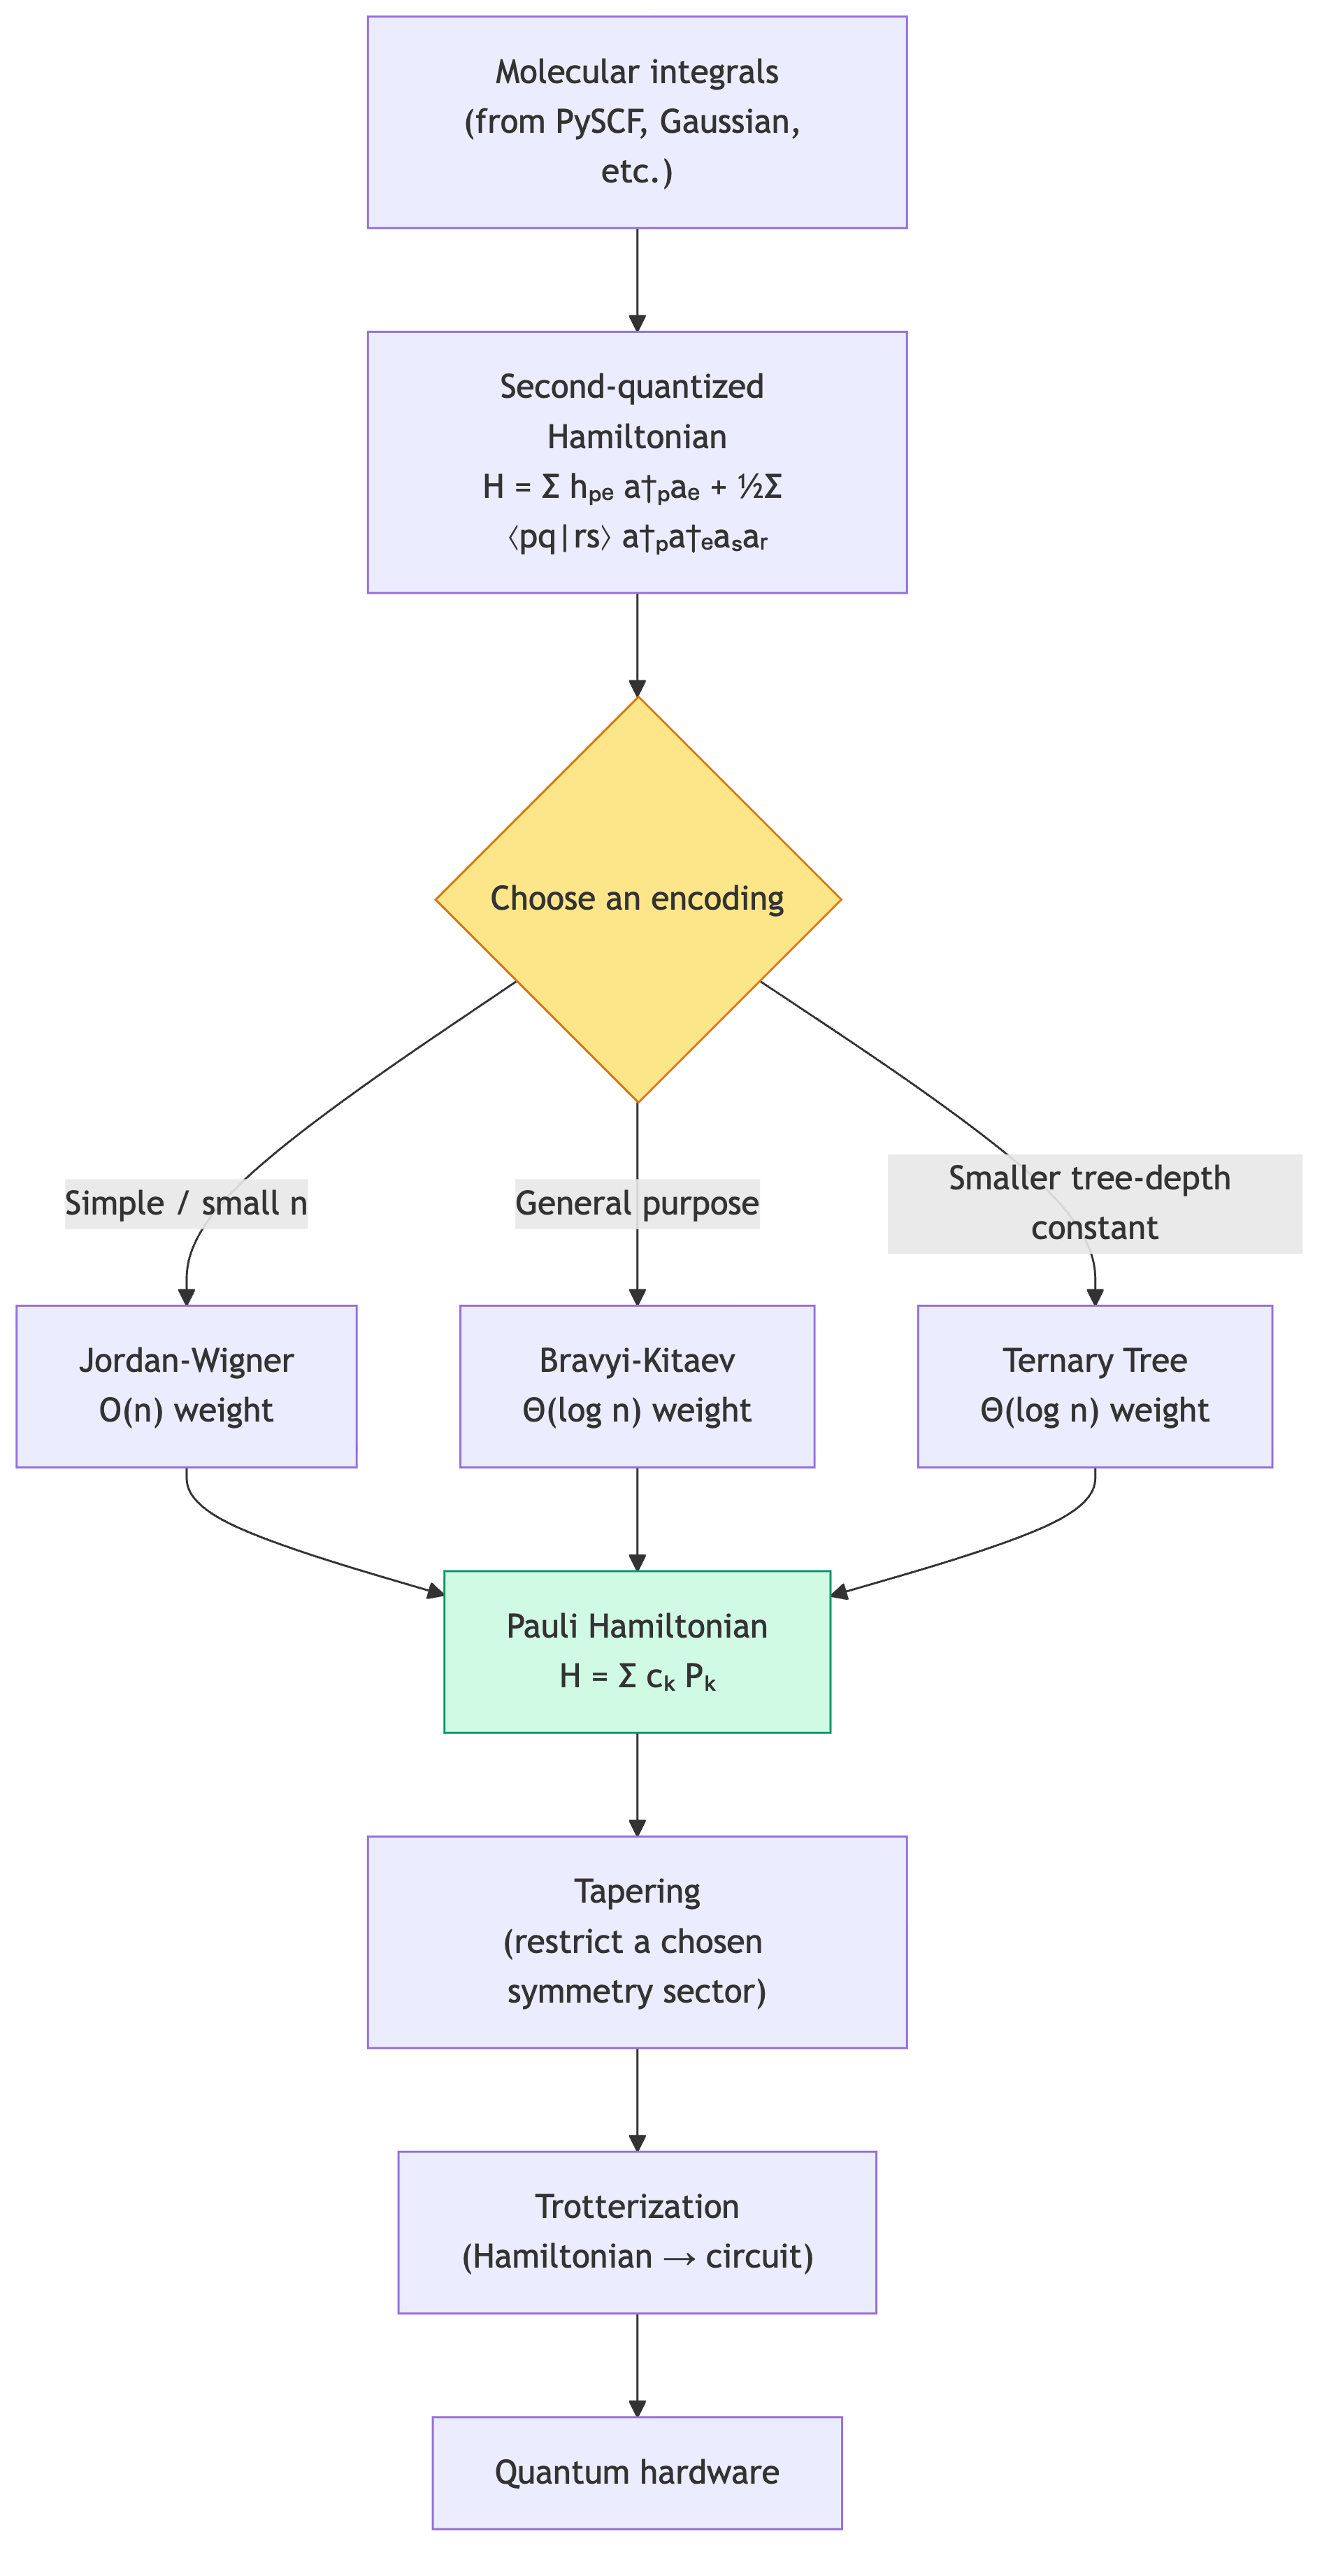 Molecular integrals
(from PySCF, Gaussian,
etc.)
Second-quantized
Hamiltonian
H = Σ hₚₑ a†ₚaₑ + ½Σ
⟨pq|rs⟩ a†ₚa†ₑaₛaᵣ
Choose an encoding
Simple / small n
General purpose
Smaller tree-depth
constant
Jordan-Wigner
O(n) weight
Bravyi-Kitaev
Θ(log n) weight
Ternary Tree
Θ(log n) weight
Pauli Hamiltonian
H = Σ cₖ Pₖ
Tapering
(restrict a chosen
symmetry sector)
Trotterization
(Hamiltonian → circuit)
Quantum hardware